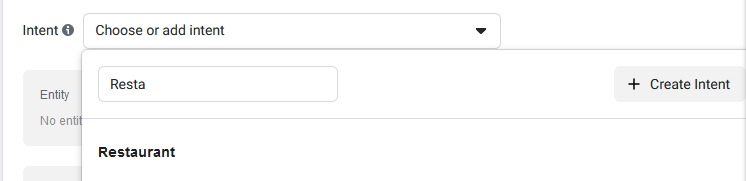 Intent Choose or add intent
Resta + Create Intent
Entity
No entit
Restaurant